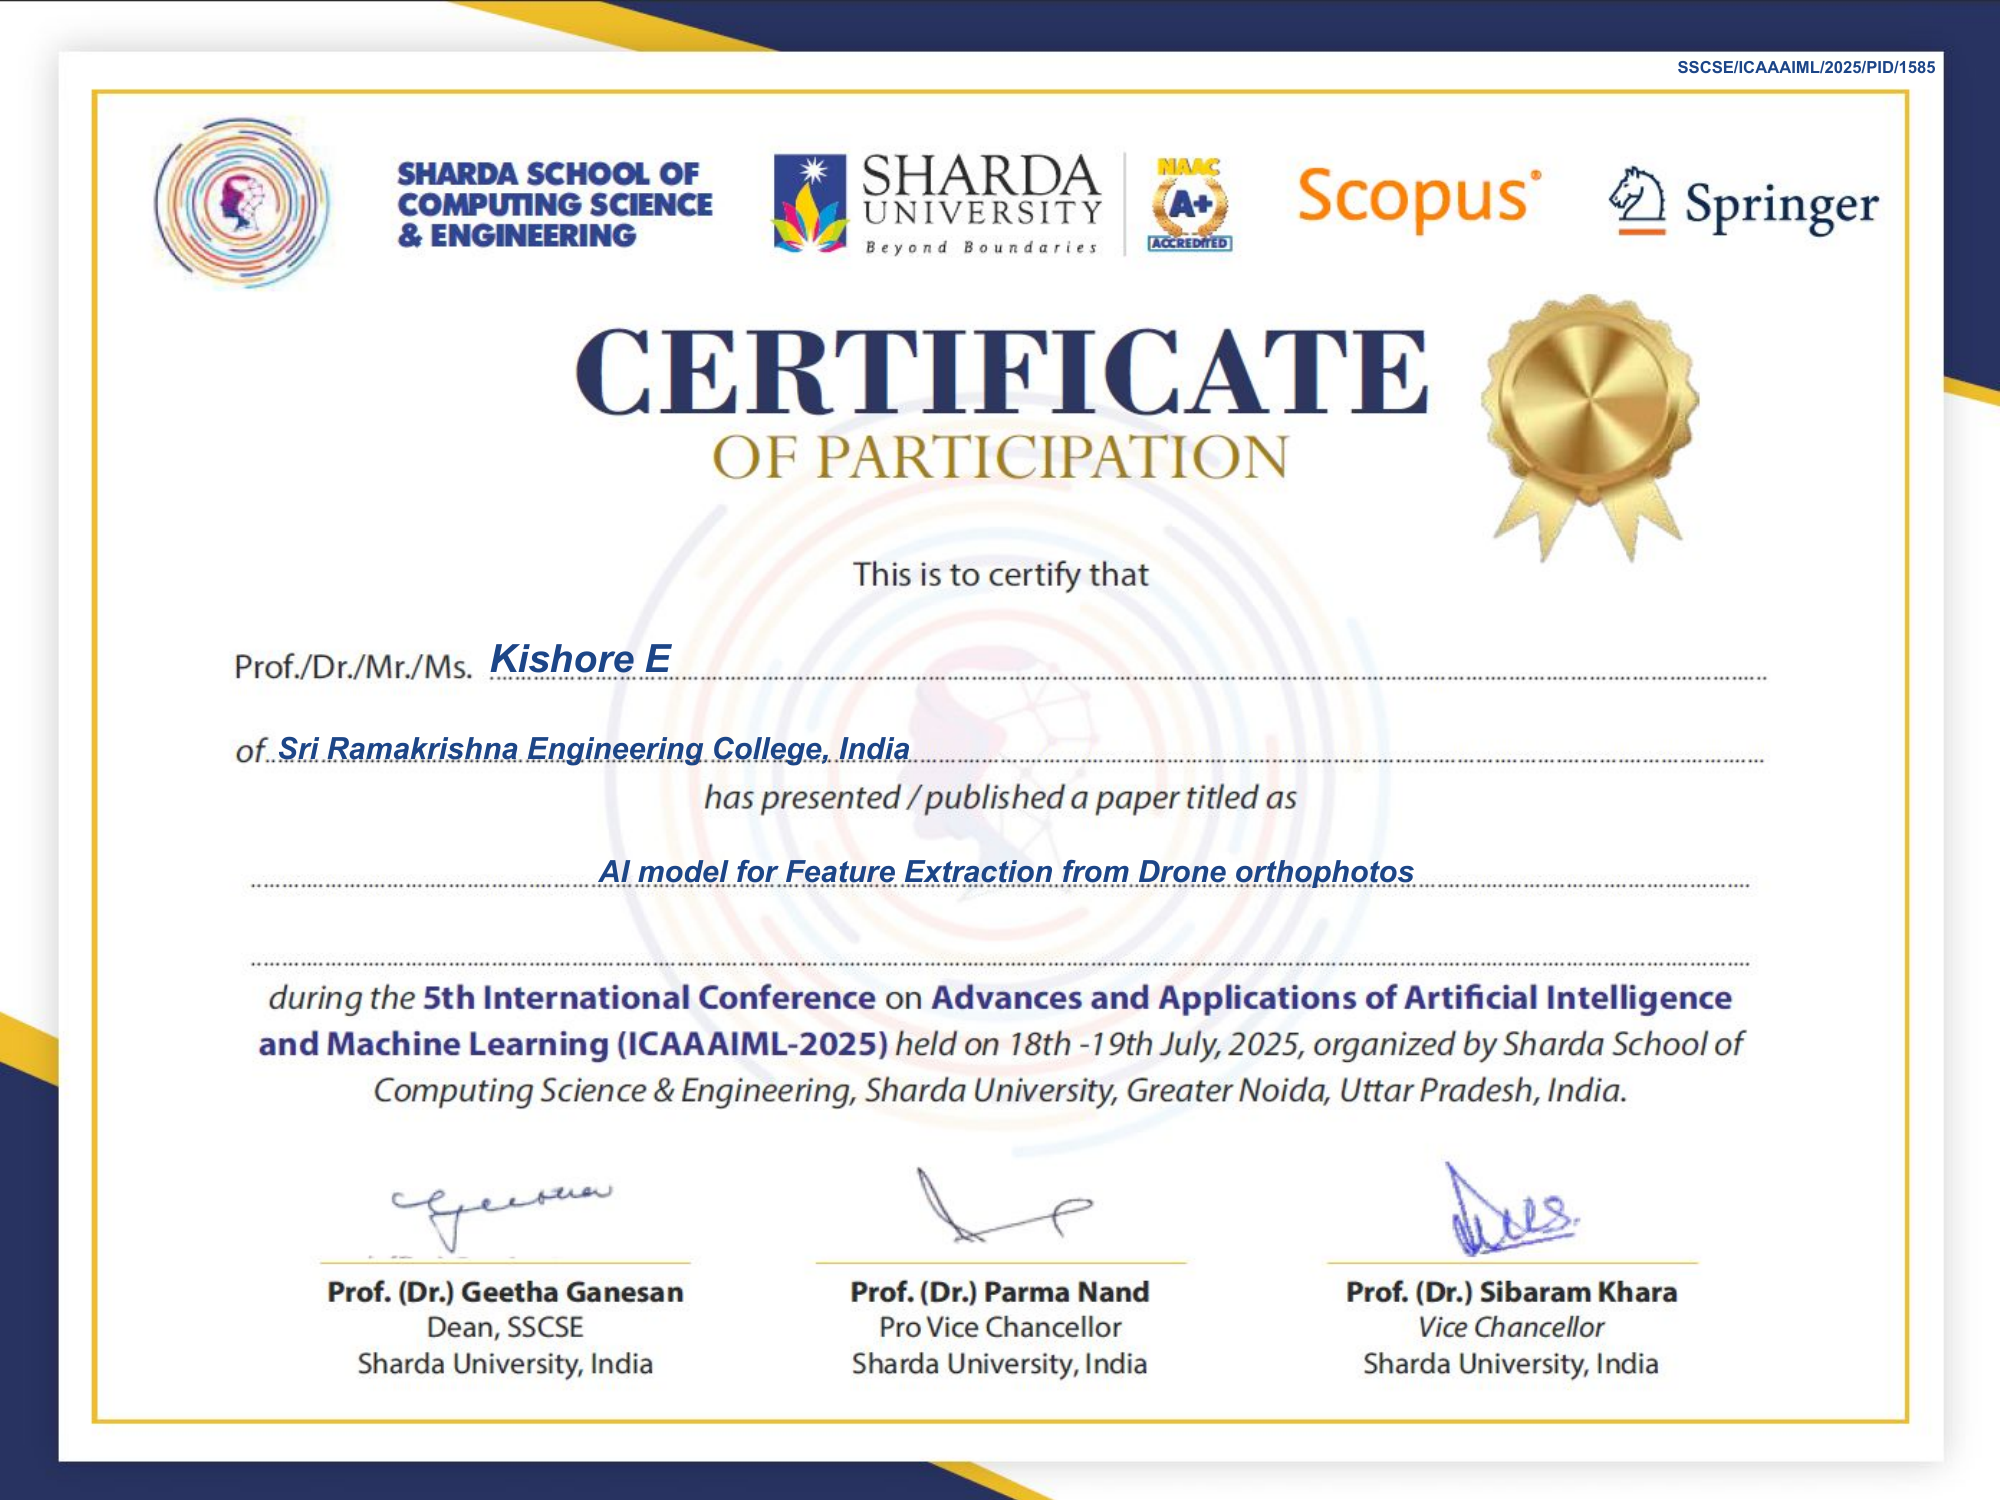 SSCSE/ICAAAIML/2025/PID/1585
SHARDA SCHOOL OF
COMPUTING SCIENCE
& ENGINEERING
SHARDA
UNIVERSITY
Beyond Boundaries
NAAC
A+
ACCREDITED
Scopus®
Springer
CERTIFICATE
OF PARTICIPATION
This is to certify that
Prof./Dr./Mr./Ms. Kishore E
of Sri Ramakrishna Engineering College, India
has presented / published a paper titled as
AI model for Feature Extraction from Drone orthophotos
during the 5th International Conference on Advances and Applications of Artificial Intelligence
and Machine Learning (ICAAAIML-2025) held on 18th -19th July, 2025, organized by Sharda School of
Computing Science & Engineering, Sharda University, Greater Noida, Uttar Pradesh, India.
Prof. (Dr.) Geetha Ganesan
Dean, SSCSE
Sharda University, India
Prof. (Dr.) Parma Nand
Pro Vice Chancellor
Sharda University, India
Prof. (Dr.) Sibaram Khara
Vice Chancellor
Sharda University, India